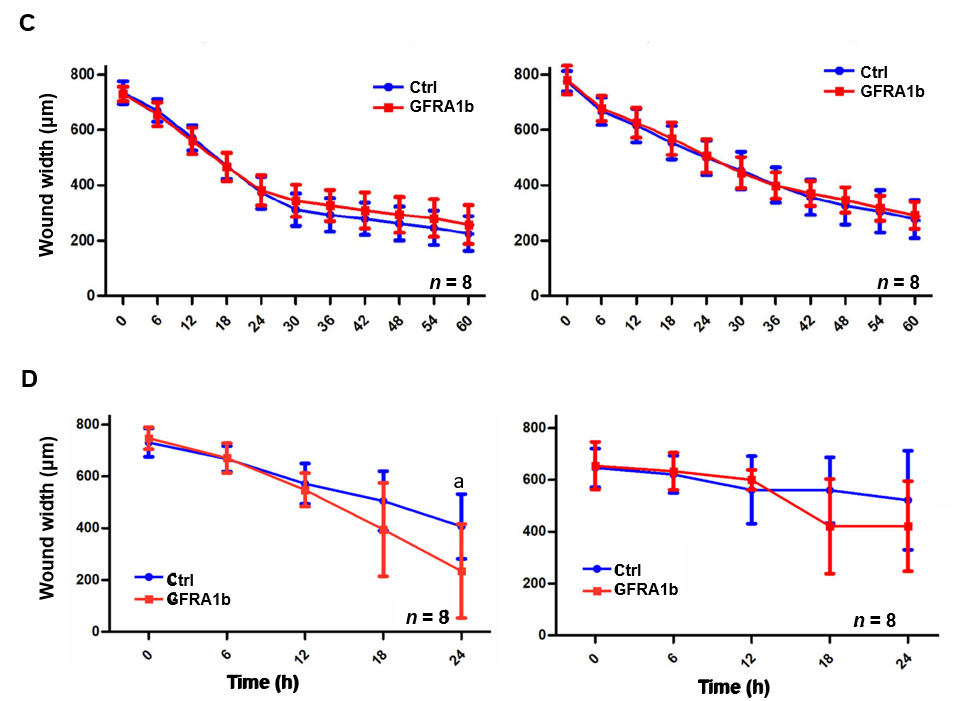 C
Wound width (µm)
800
600
400
200
0
Ctrl
GFRA1b
n = 8
0 6 12 18 24 30 36 42 48 54 60
800
600
400
200
0
Ctrl
GFRA1b
n = 8
0 6 12 18 24 30 36 42 48 54 60
D
Wound width (µm)
800
600
400
200
0
a
Ctrl
GFRA1b
n = 8
0 6 12 18 24
Time (h)
800
600
400
200
0
Ctrl
GFRA1b
n = 8
0 6 12 18 24
Time (h)